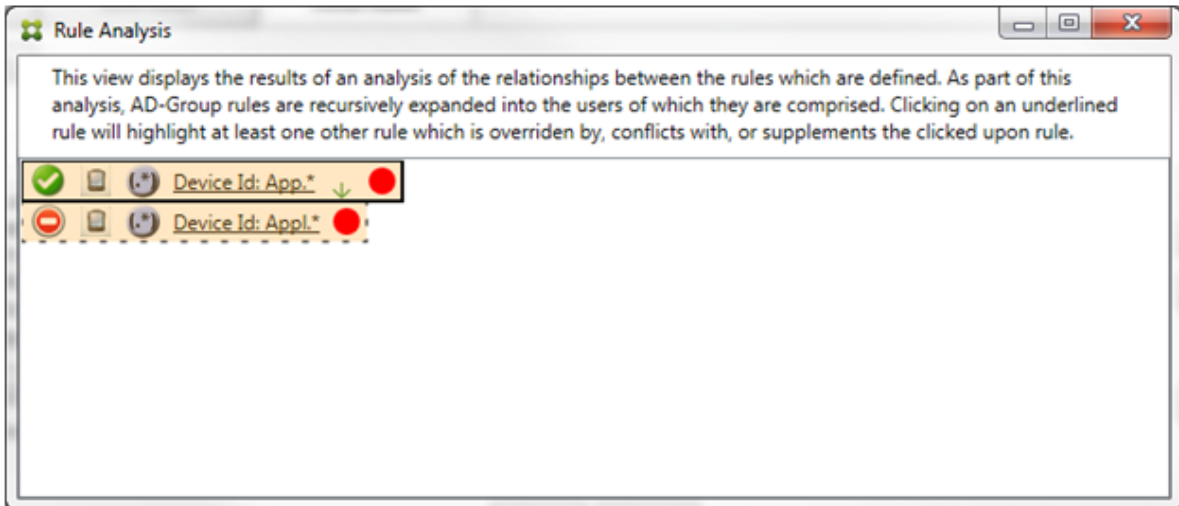 Rule Analysis
This view displays the results of an analysis of the relationships between the rules which are defined. As part of this
analysis, AD-Group rules are recursively expanded into the users of which they are comprised. Clicking on an underlined
rule will highlight at least one other rule which is overriden by, conflicts with, or supplements the clicked upon rule.
(.*) Device Id: App.*
(.*) Device Id: Appl.*